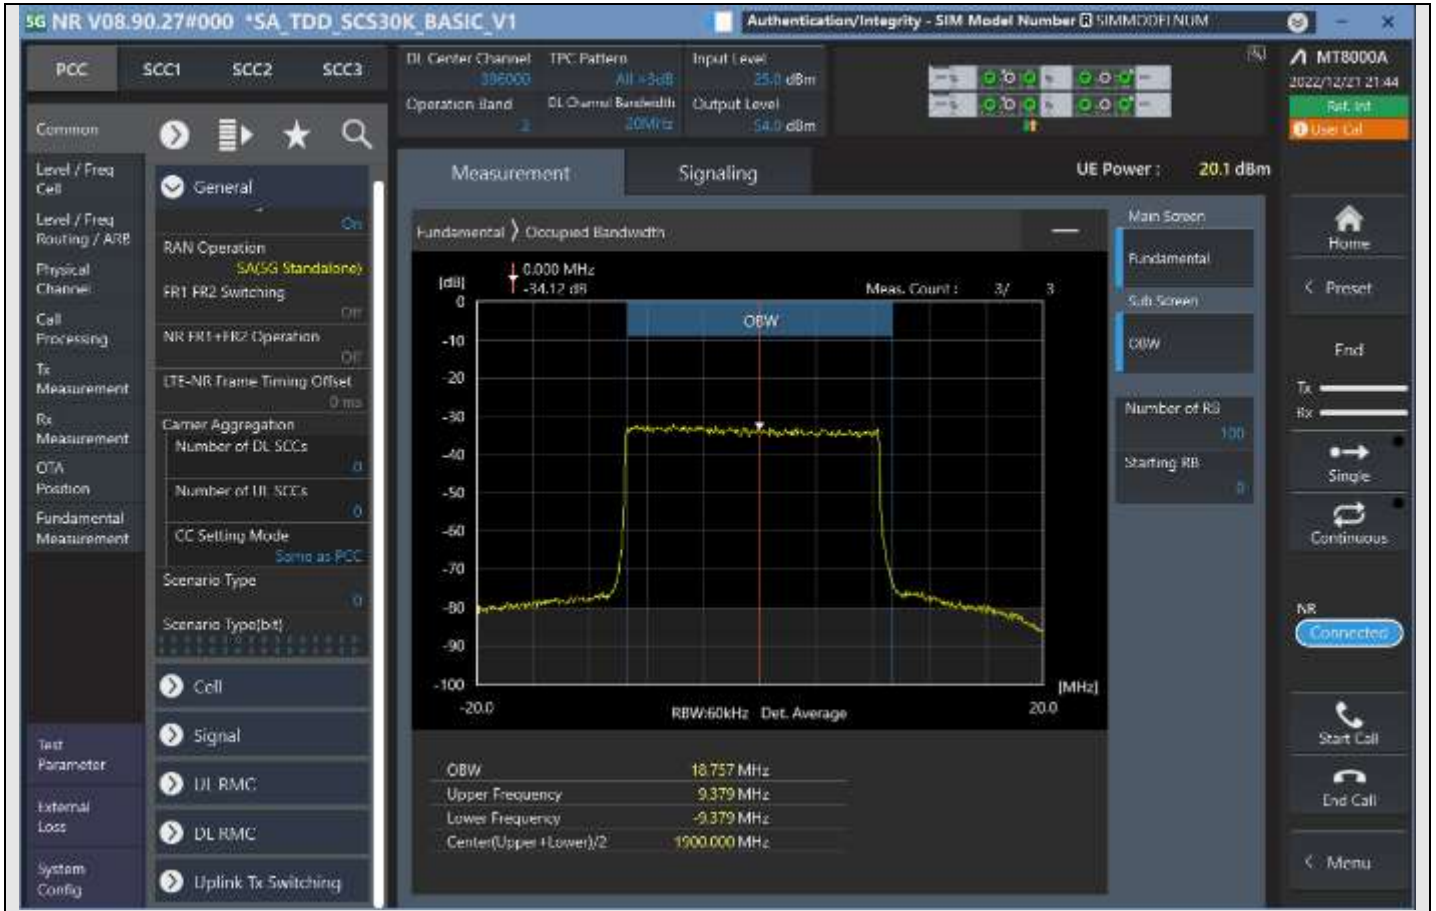 5G NR V08.90.27#000 *SA_TDD_SCS30K_BASIC_V1
Authentication/Integrity - SIM Model Number R SIMMODELNUM
PCC SCC1 SCC2 SCC3
DL Center Channel
396000
TPC Pattern
All +3dB
Input Level
25.0 dBm
Operation Band
2
DL Channel Bandwidth
20MHz
Output Level
-54.0 dBm
MT8000A
2022/12/21 21:44
Ref. Int
User Cal
Common
Level / Freq
Cell
Level / Freq
Routing / ARB
Physical
Channel
Call
Processing
Tx
Measurement
Rx
Measurement
OTA
Position
Fundamental
Measurement
Test
Parameter
External
Loss
System
Config
General
On
RAN Operation
SA(5G Standalone)
FR1 FR2 Switching
Off
NR FR1+FR2 Operation
Off
LTE-NR Frame Timing Offset
0 ms
Carrier Aggregation
Number of DL SCCs
0
Number of UL SCCs
0
CC Setting Mode
Same as PCC
Scenario Type
0
Scenario Type(bit)
Cell
Signal
UL RMC
DL RMC
Uplink Tx Switching
Measurement
Signaling
UE Power : 20.1 dBm
Fundamental > Occupied Bandwidth
[dB]
0.000 MHz
-34.12 dB
Meas. Count : 3/ 3
OBW
0
-10
-20
-30
-40
-50
-60
-70
-80
-90
-100
[MHz]
-20.0
RBW:60kHz Det. Average
20.0
OBW 18.757 MHz
Upper Frequency 9.379 MHz
Lower Frequency -9.379 MHz
Center(Upper+Lower)/2 1900.000 MHz
Main Screen
Fundamental
Sub Screen
OBW
Number of RB
100
Starting RB
0
Home
< Preset
End
Tx
Rx
Single
Continuous
NR
Connected
Start Call
End Call
< Menu